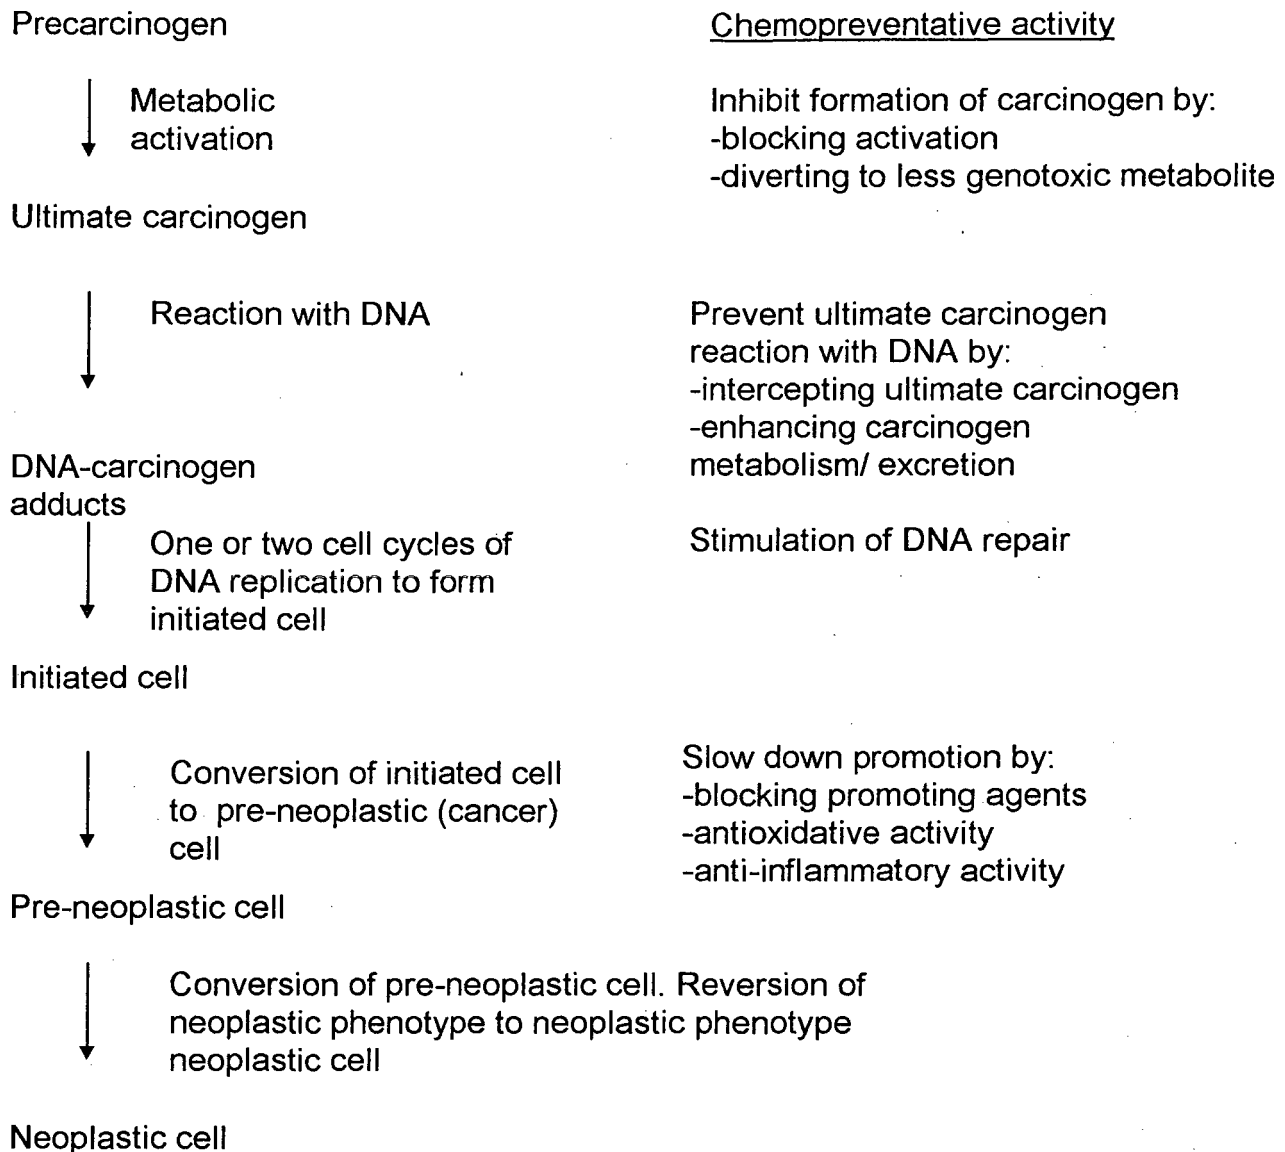 Precarcinogen
Chemopreventative activity
Metabolic
activation
Inhibit formation of carcinogen by:
-blocking activation
-diverting to less genotoxic metabolite
Ultimate carcinogen
Reaction with DNA
Prevent ultimate carcinogen
reaction with DNA by:
-intercepting ultimate carcinogen
-enhancing carcinogen
metabolism/ excretion
DNA-carcinogen
adducts
One or two cell cycles of
DNA replication to form
initiated cell
Stimulation of DNA repair
Initiated cell
Conversion of initiated cell
to pre-neoplastic (cancer)
cell
Slow down promotion by:
-blocking promoting agents
-antioxidative activity
-anti-inflammatory activity
Pre-neoplastic cell
Conversion of pre-neoplastic cell. Reversion of
neoplastic phenotype to neoplastic phenotype
neoplastic cell
Neoplastic cell